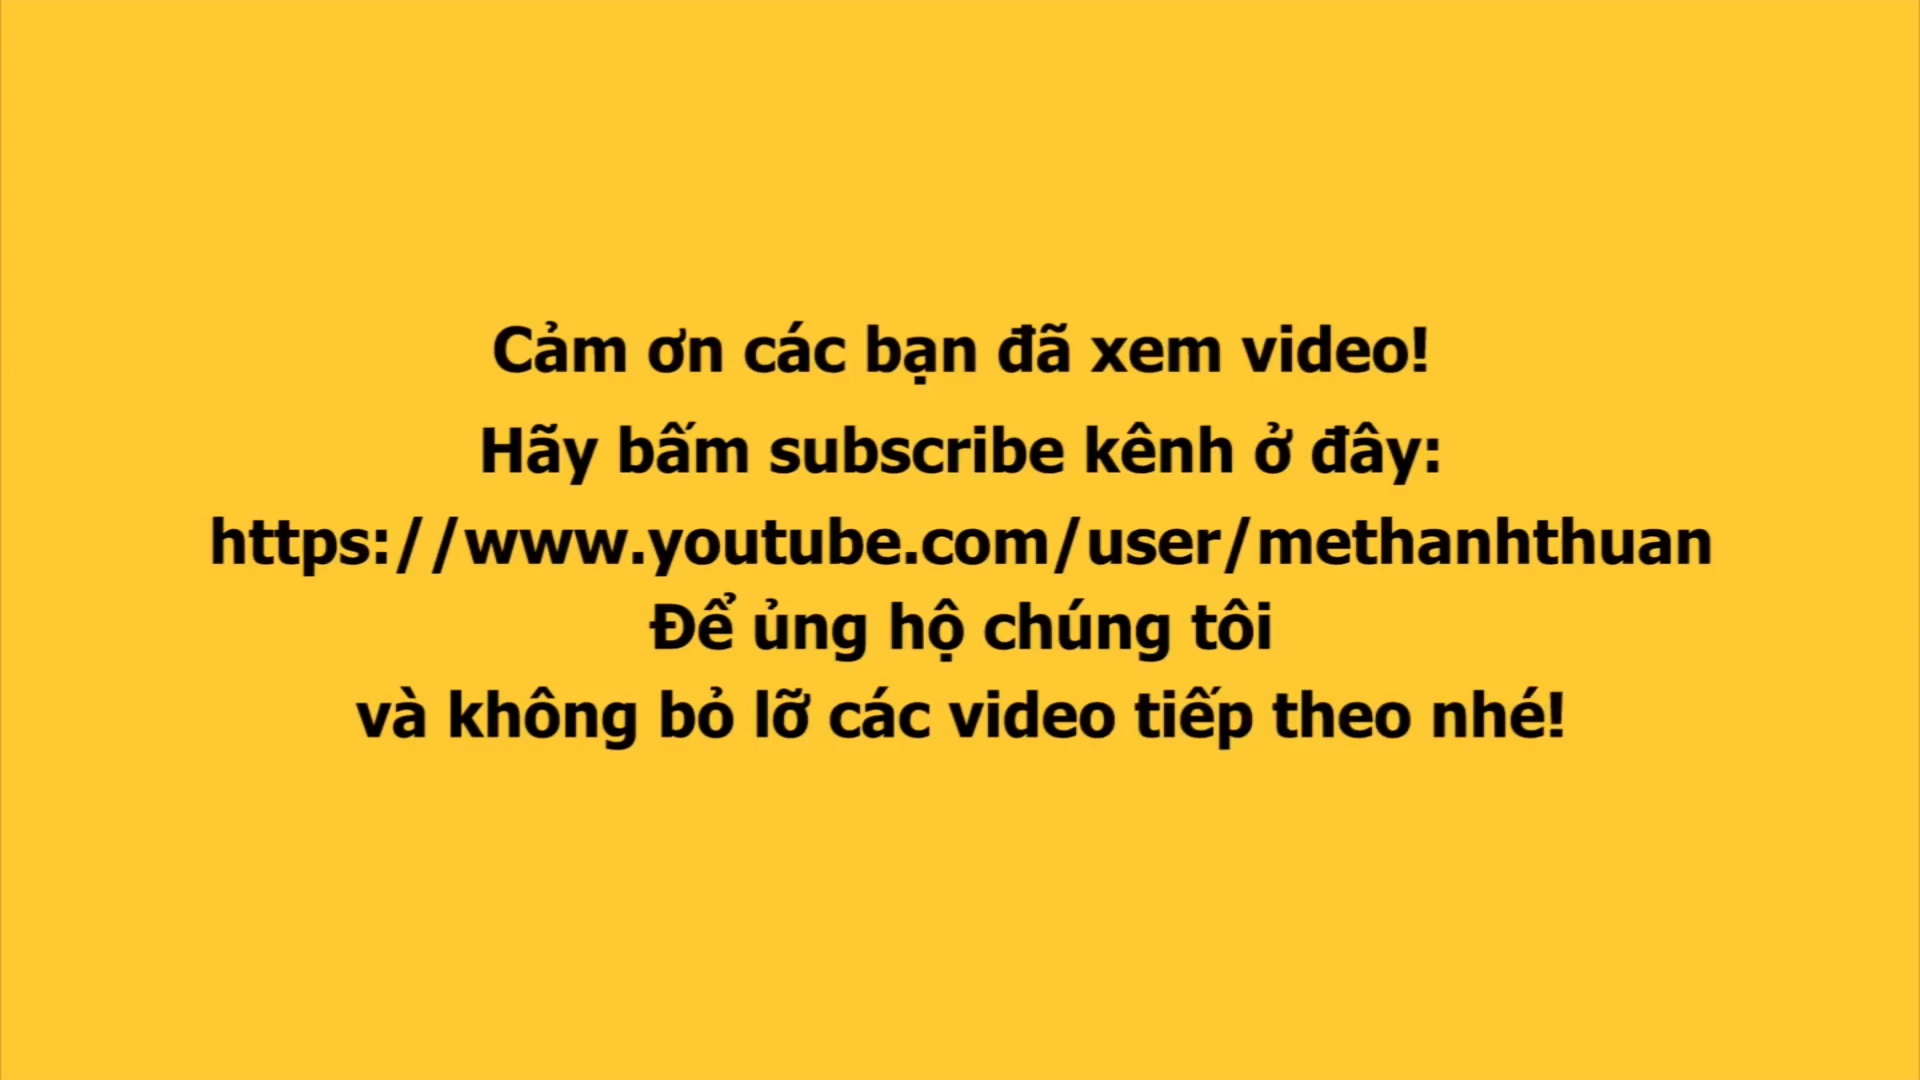 Cảm ơn các bạn đã xem video!
Hãy bấm subscribe kênh ở đây:
https://www.youtube.com/user/methanhthuan
Để ủng hộ chúng tôi
và không bỏ lỡ các video tiếp theo nhé!